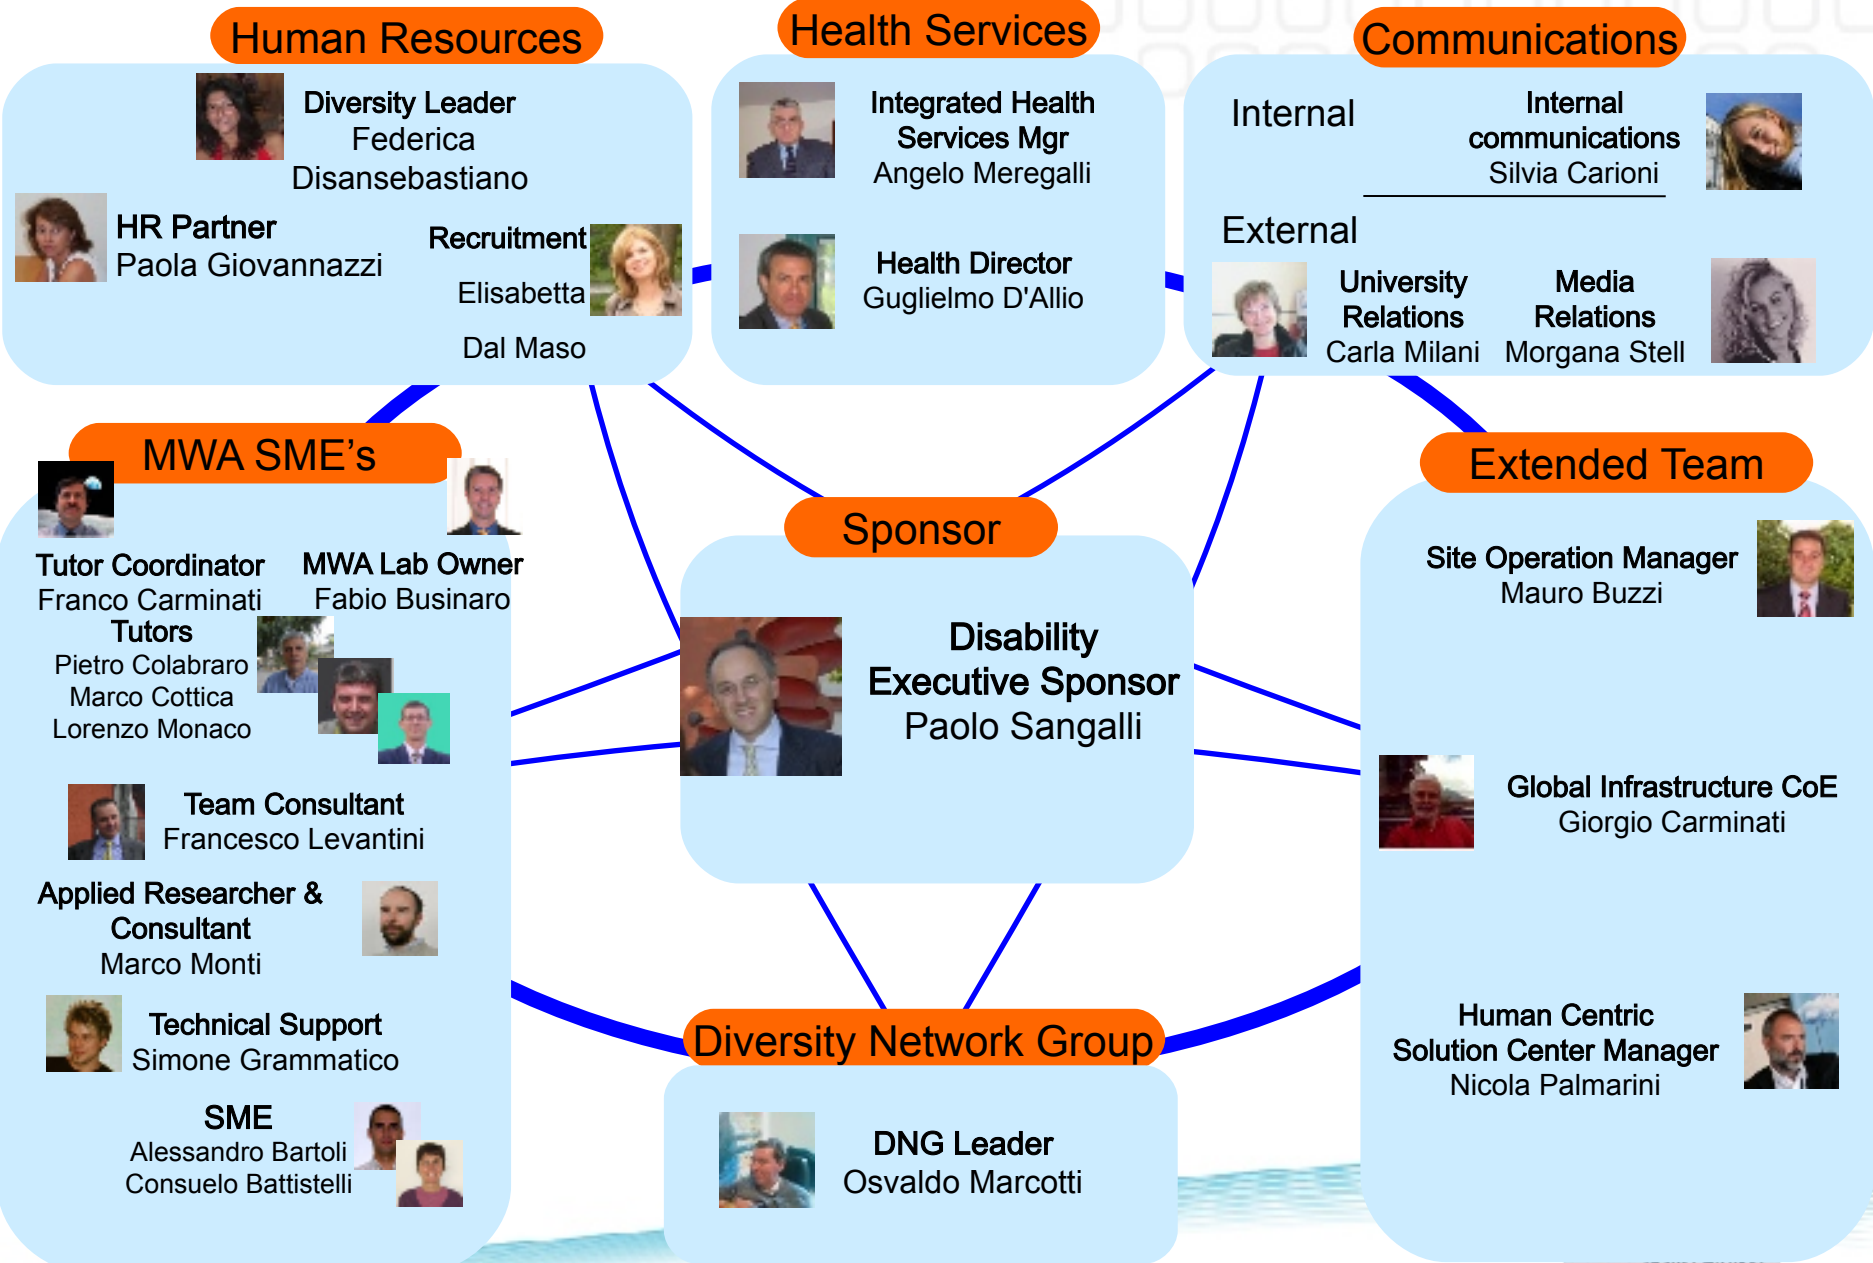 Human Resources
Diversity Leader
Federica
Disansebastiano
HR Partner
Paola Giovannazzi
Recruitment
Elisabetta
Dal Maso
Health Services
Integrated Health
Services Mgr
Angelo Meregalli
Health Director
Guglielmo D'Allio
Communications
Internal
Internal
communications
Silvia Carioni
External
University
Relations
Carla Milani
Media
Relations
Morgana Stell
MWA SME’s
Tutor Coordinator
Franco Carminati
MWA Lab Owner
Fabio Businaro
Tutors
Pietro Colabraro
Marco Cottica
Lorenzo Monaco
Team Consultant
Francesco Levantini
Applied Researcher &
Consultant
Marco Monti
Technical Support
Simone Grammatico
SME
Alessandro Bartoli
Consuelo Battistelli
Sponsor
Disability
Executive Sponsor
Paolo Sangalli
Extended Team
Site Operation Manager
Mauro Buzzi
Global Infrastructure CoE
Giorgio Carminati
Human Centric
Solution Center Manager
Nicola Palmarini
Diversity Network Group
DNG Leader
Osvaldo Marcotti